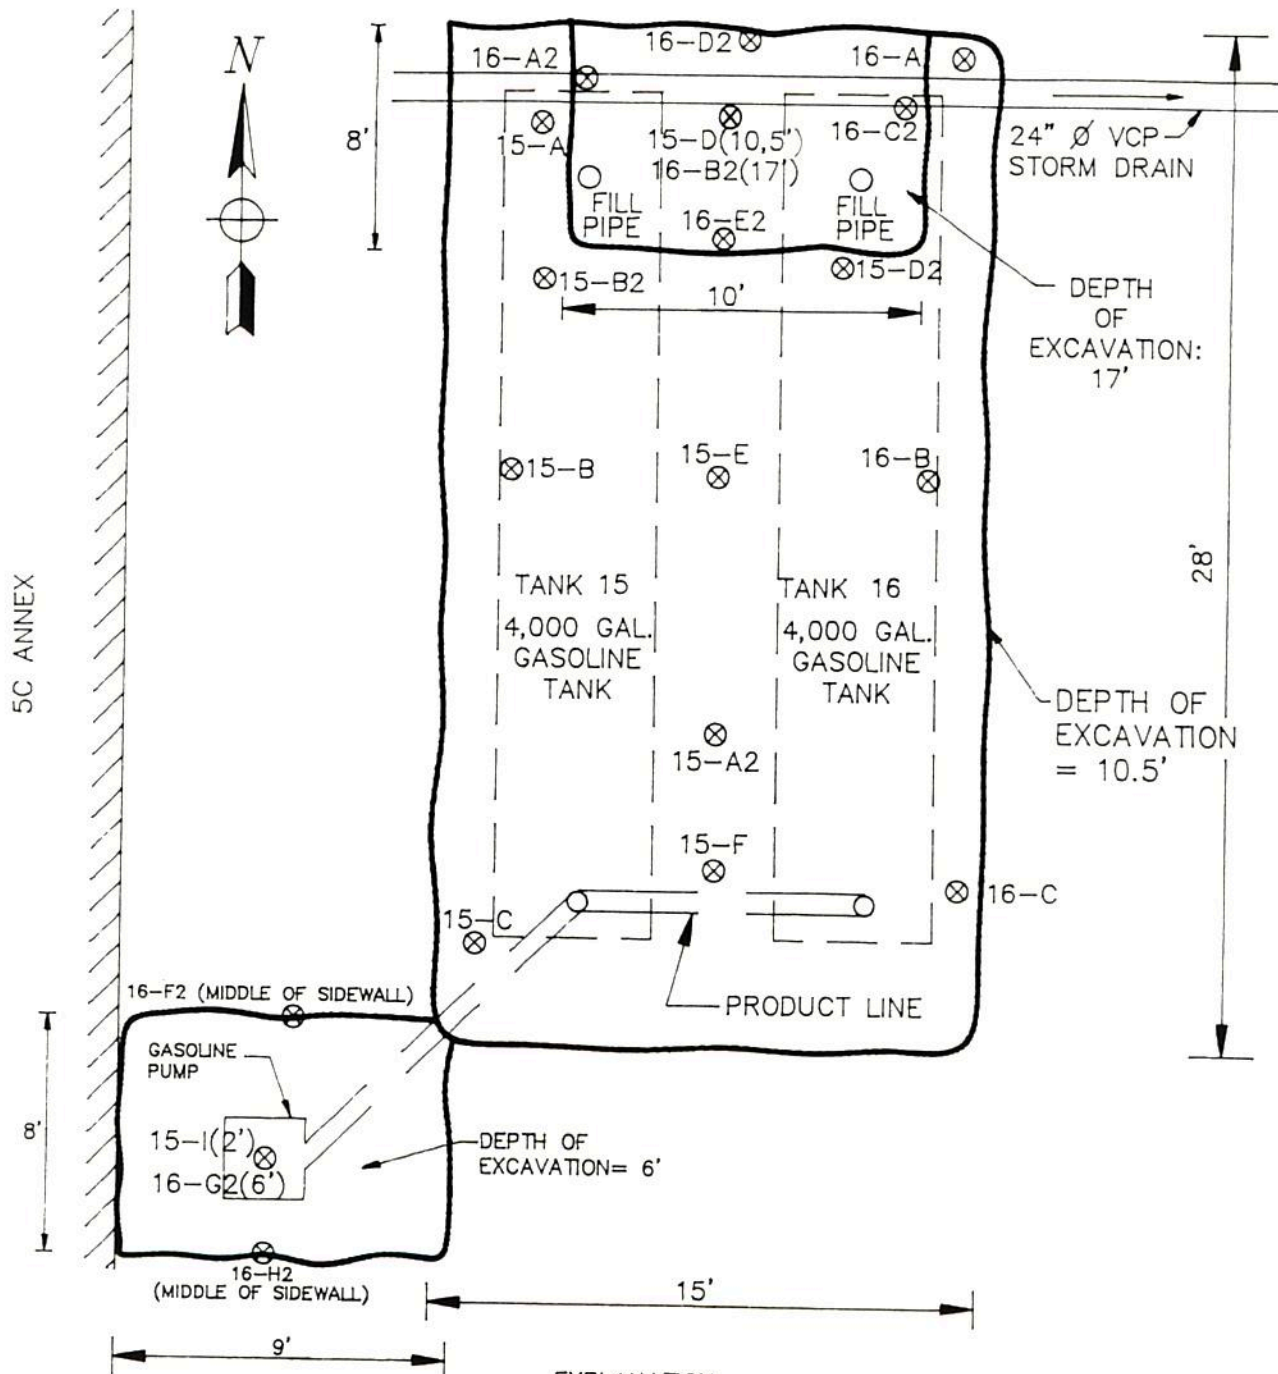 N
16-D2
16-A2
16-A
8'
15-A
15-D(10,5')
16-B2(17')
16-C2
24" Ø VCP
STORM DRAIN
FILL
PIPE
16-E2
FILL
PIPE
15-B2
15-D2
10'
DEPTH
OF
EXCAVATION:
17'
15-B
15-E
16-B
28'
5C ANNEX
TANK 15
4,000 GAL.
GASOLINE
TANK
TANK 16
4,000 GAL.
GASOLINE
TANK
DEPTH OF
EXCAVATION
= 10.5'
15-A2
15-F
16-C
15-C
16-F2 (MIDDLE OF SIDEWALL)
PRODUCT LINE
GASOLINE
PUMP
8'
15-I(2')
16-G2(6')
DEPTH OF
EXCAVATION= 6'
16-H2
(MIDDLE OF SIDEWALL)
15'
9'